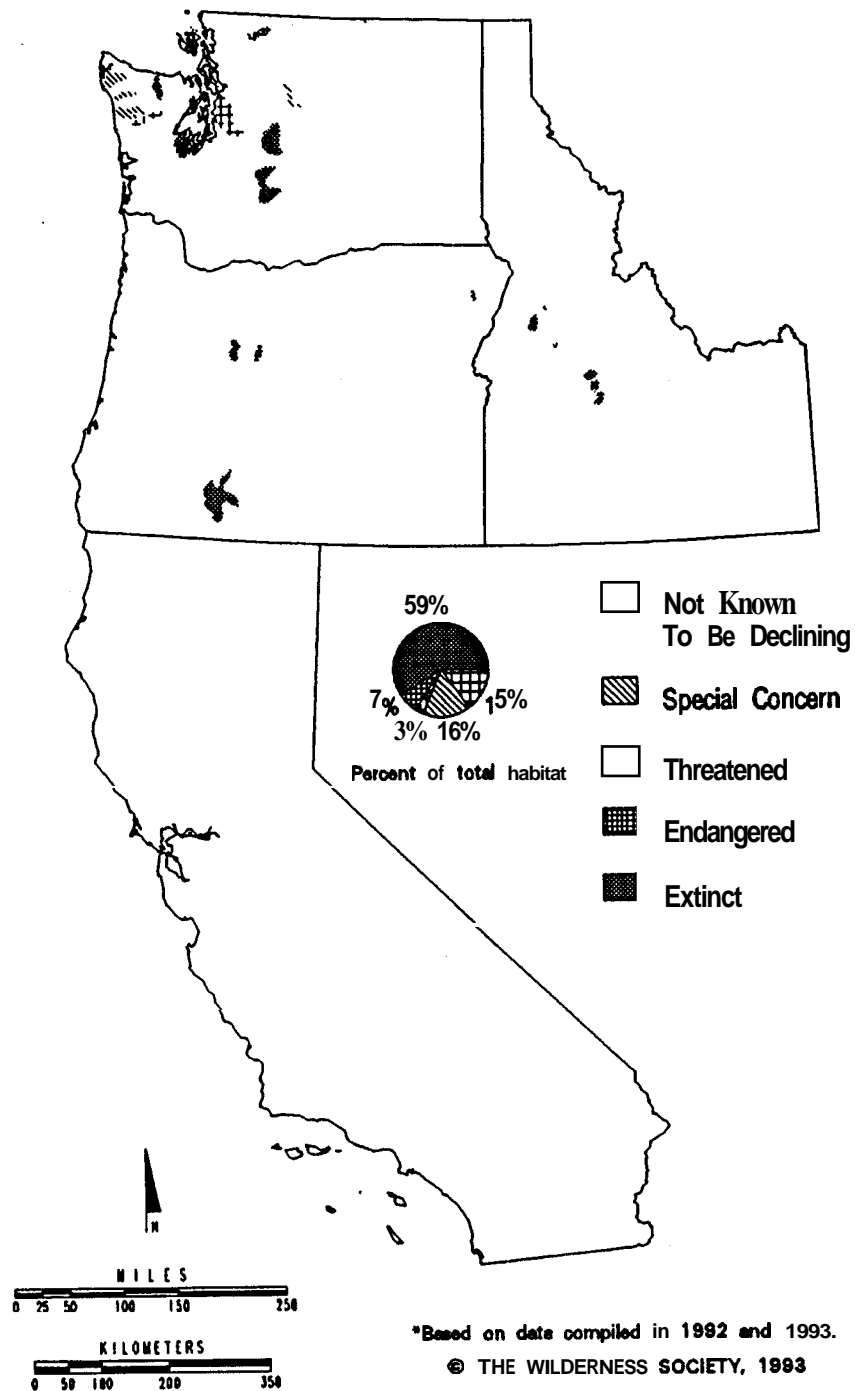 59%
7%
15%
3% 16%
Percent of total habitat
Not Known
To Be Declining
Special Concern
Threatened
Endangered
Extinct
N
MILES
0 25 50 100 150 250
KILOMETERS
0 50 100 200 350
*Based on data compiled in 1992 and 1993.
© THE WILDERNESS SOCIETY, 1993